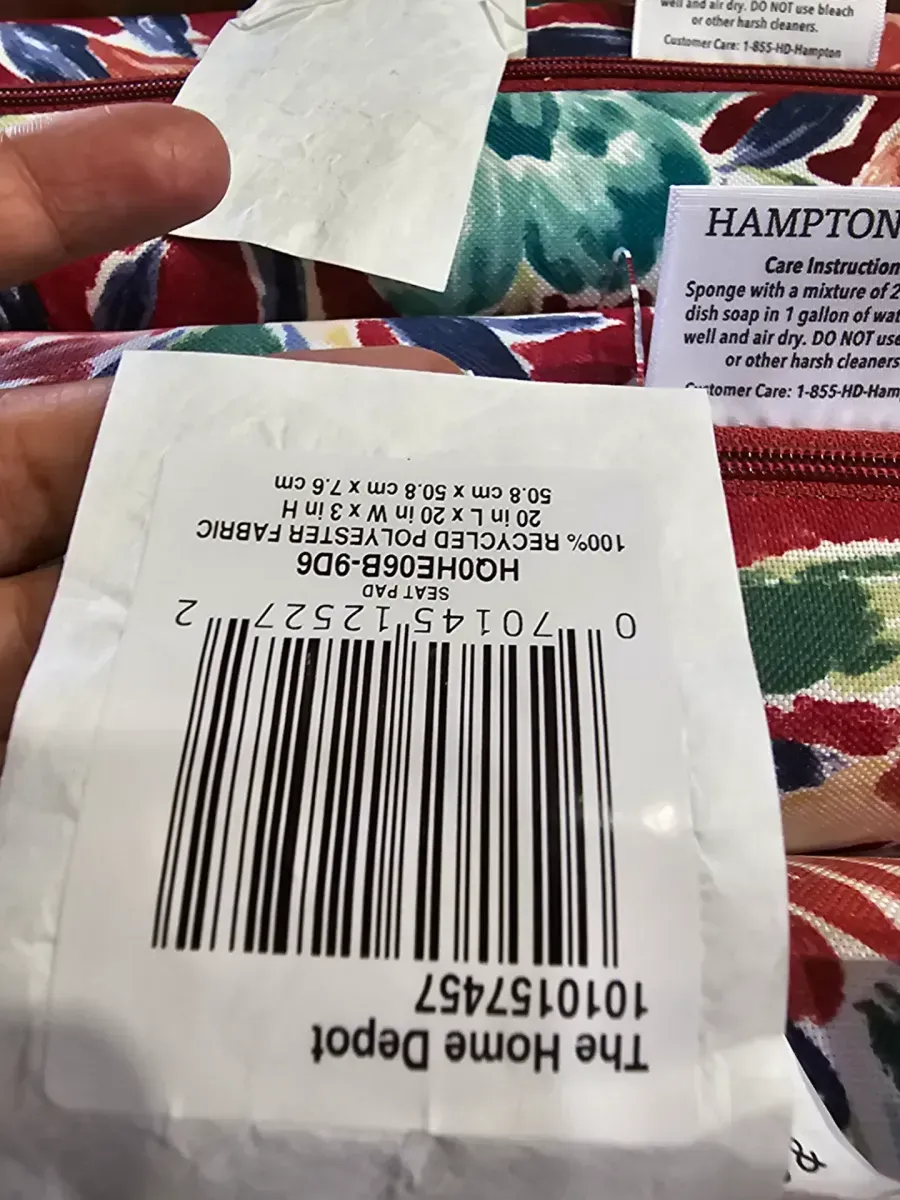 well and air dry. DO NOT use bleach
or other harsh cleaners.
Customer Care: 1-855-HD-Hampton
HAMPTON
Care Instruction
Sponge with a mixture of 2
dish soap in 1 gallon of wat
well and air dry. DO NOT use
or other harsh cleaners
Customer Care: 1-855-HD-Ham
The Home Depot
1010157457
0 70145 12527 2
SEAT PAD
HQ0HE06B-9D6
100% RECYCLED POLYESTER FABRIC
20 in L x 20 in W x 3 in H
50.8 cm x 50.8 cm x 7.6 cm
&